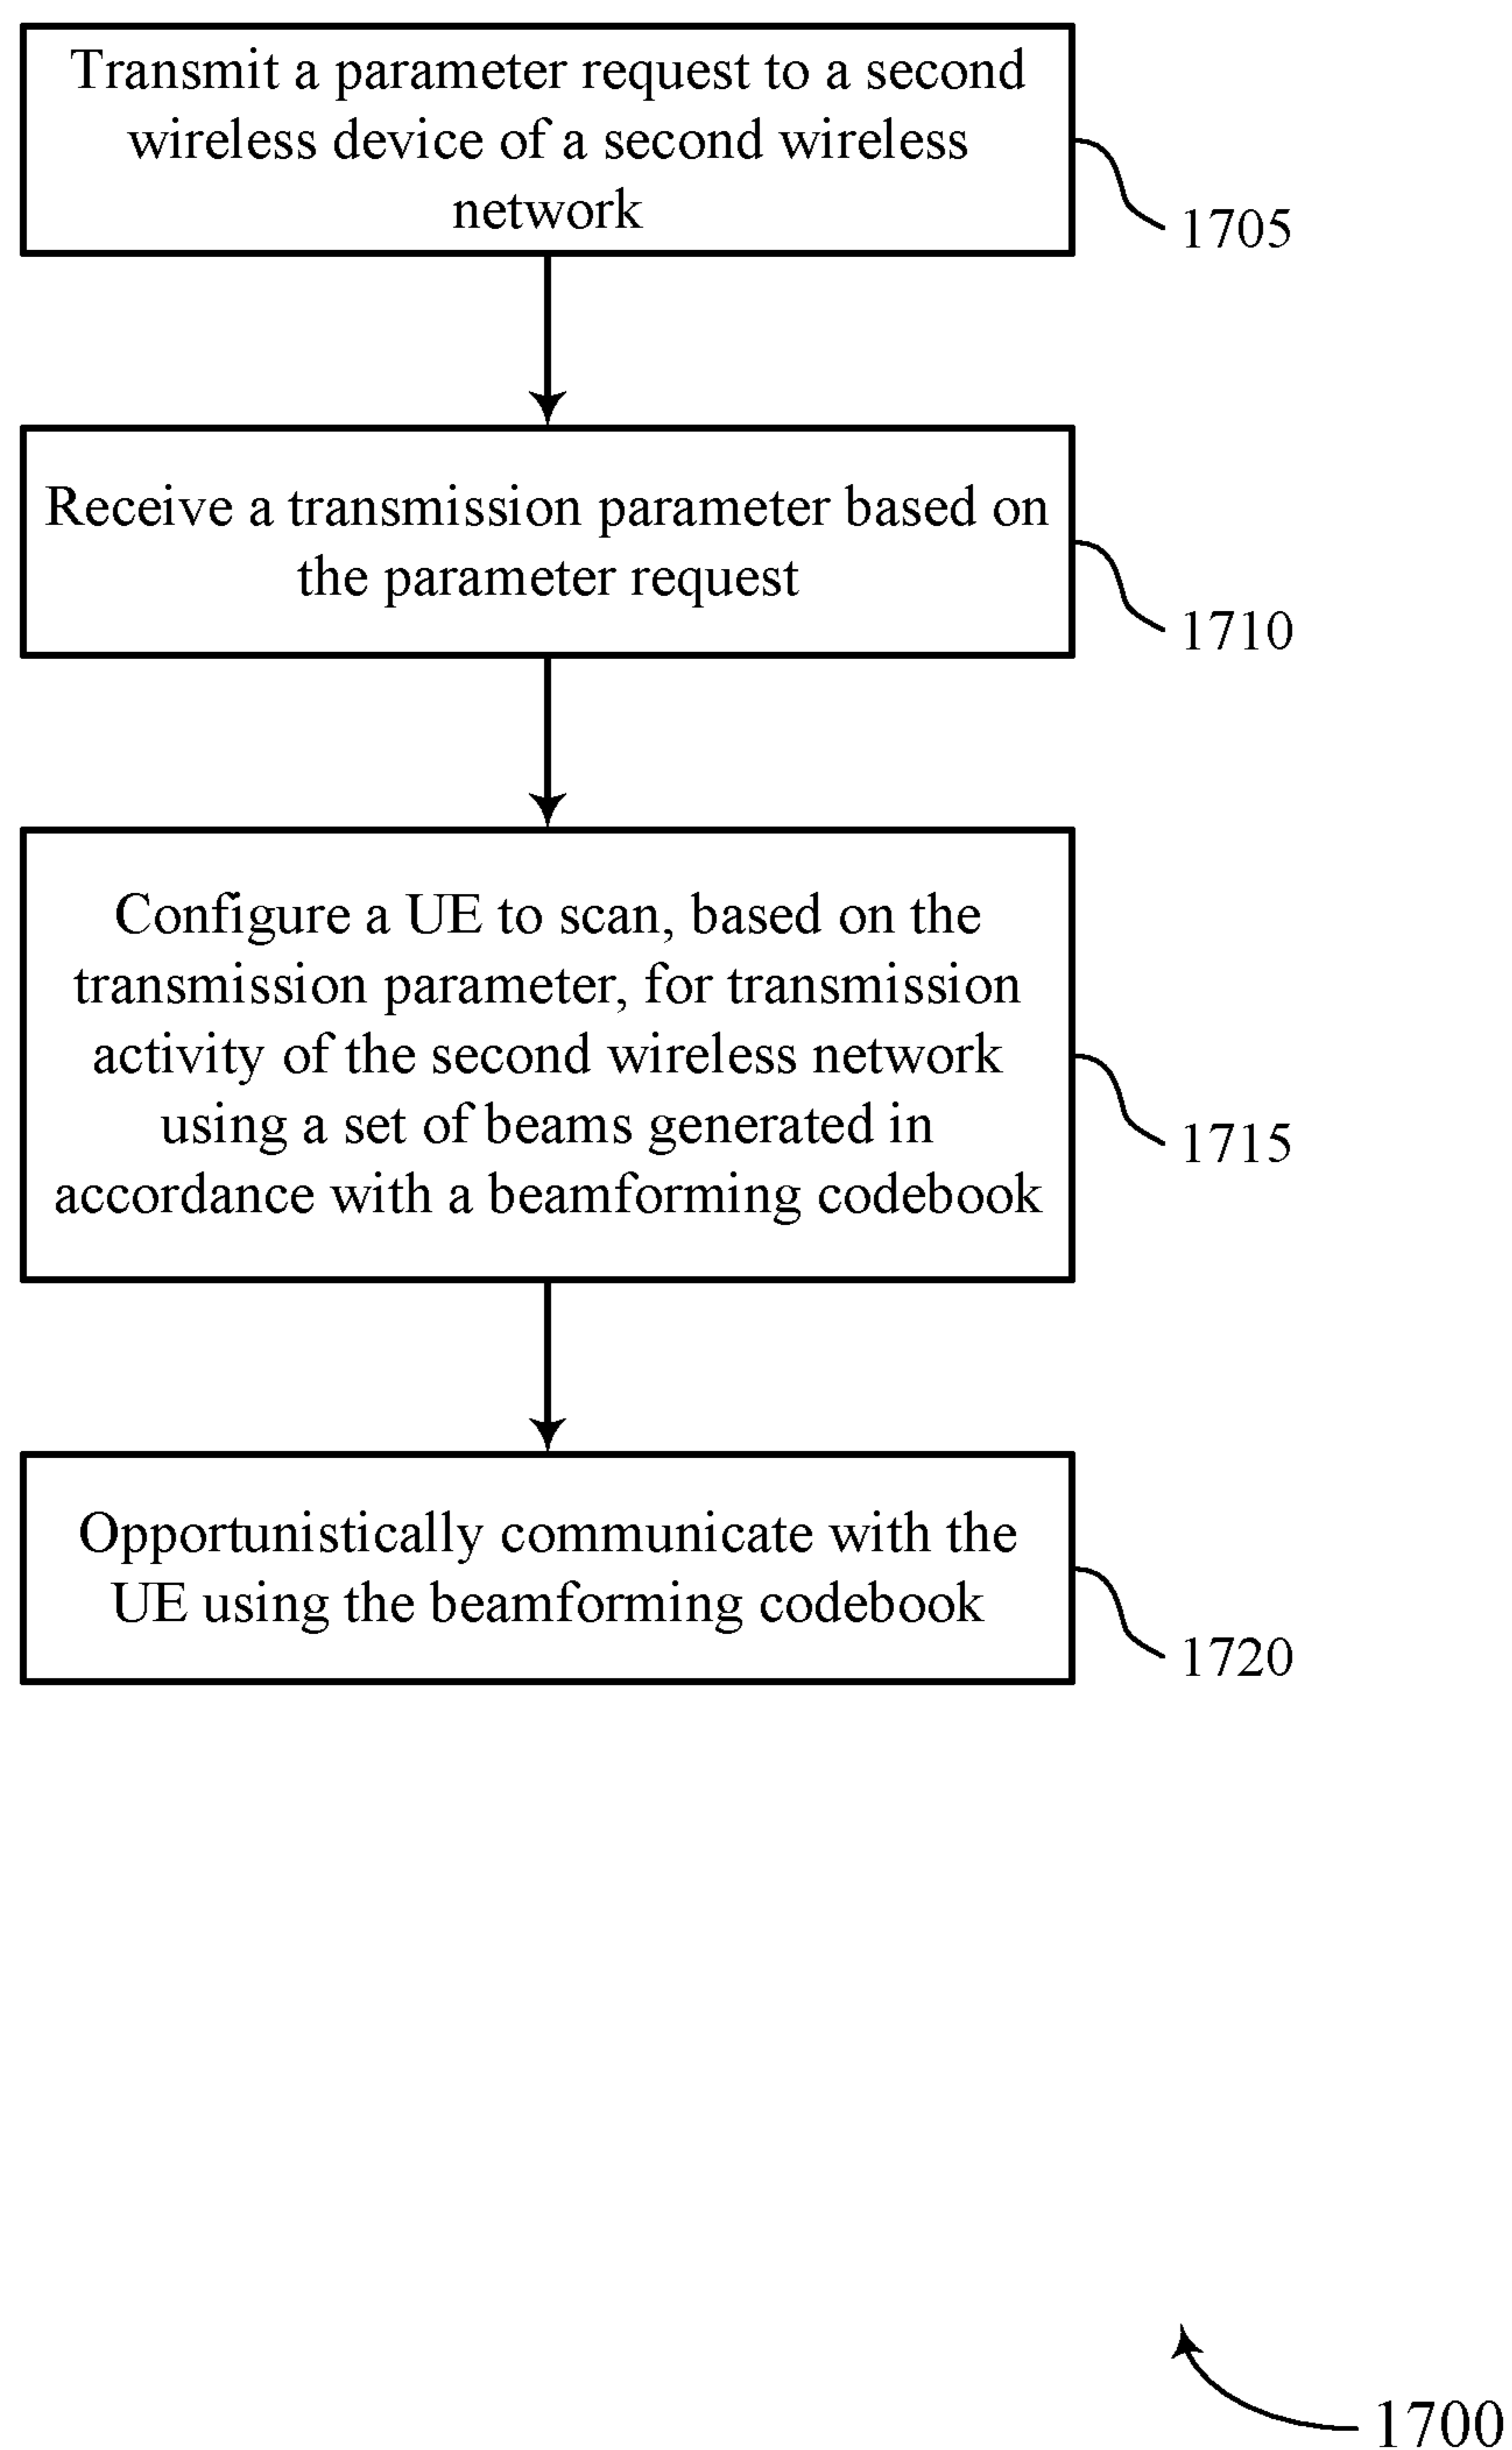 Transmit a parameter request to a second
wireless device of a second wireless
network
1705
Receive a transmission parameter based on
the parameter request
1710
Configure a UE to scan, based on the
transmission parameter, for transmission
activity of the second wireless network
using a set of beams generated in
accordance with a beamforming codebook
1715
Opportunistically communicate with the
UE using the beamforming codebook
1720
1700